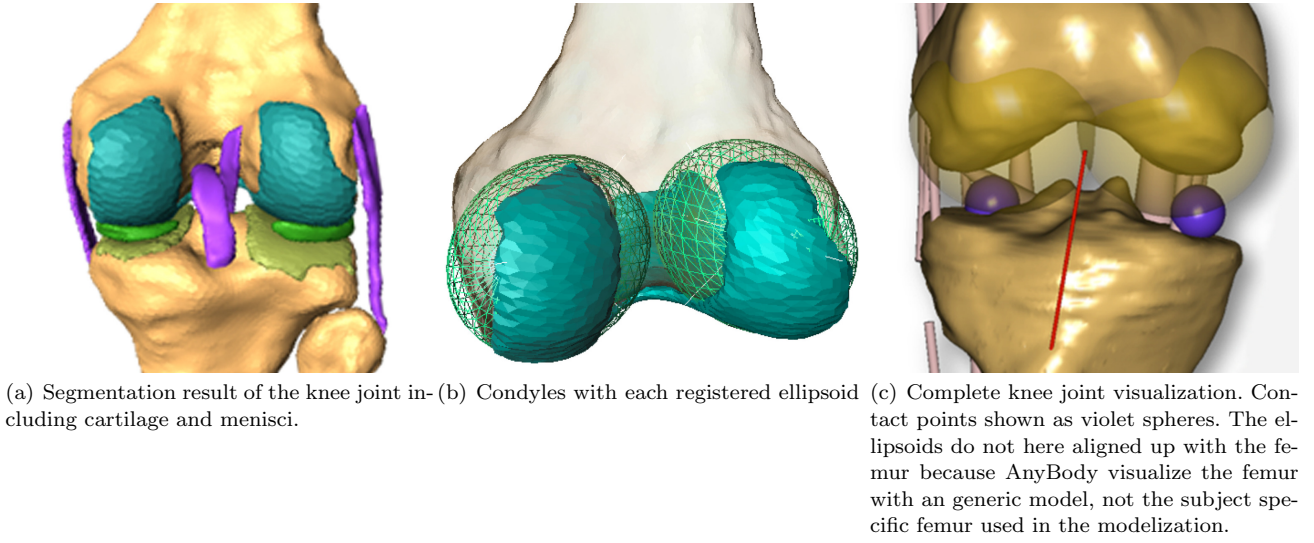 (a) Segmentation result of the knee joint in-
cluding cartilage and menisci.
(b) Condyles with each registered ellipsoid
(c) Complete knee joint visualization. Con-
tact points shown as violet spheres. The el-
lipsoids do not here aligned up with the fe-
mur because AnyBody visualize the femur
with an generic model, not the subject spe-
cific femur used in the modelization.